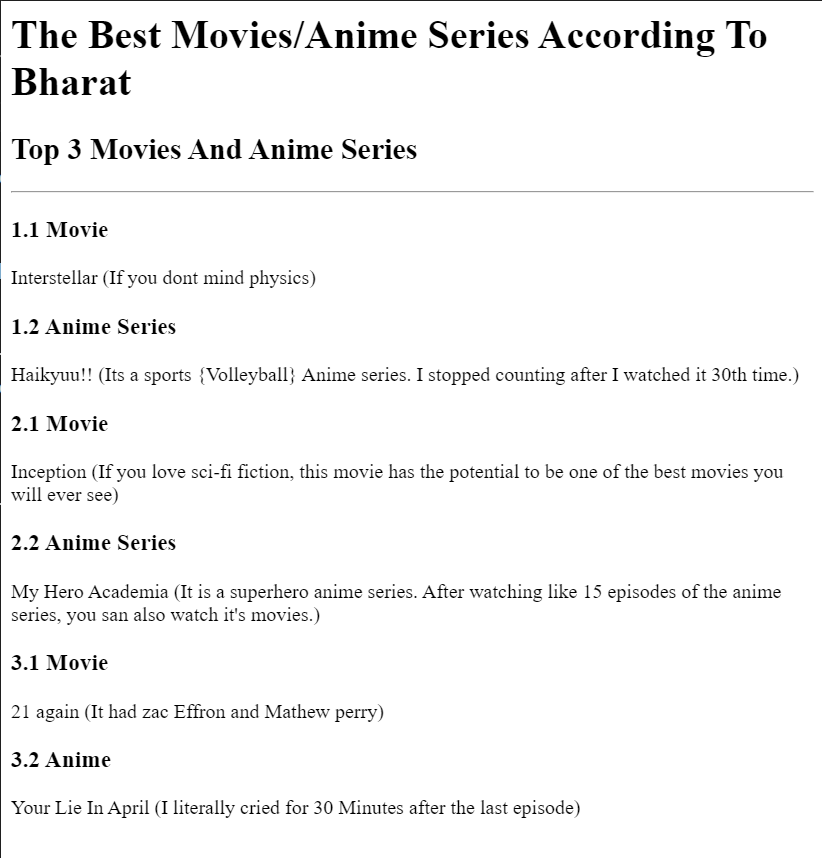 The Best Movies/Anime Series According To
Bharat
Top 3 Movies And Anime Series
1.1 Movie
Interstellar (If you dont mind physics)
1.2 Anime Series
Haikyuu!! (Its a sports {Volleyball} Anime series. I stopped counting after I watched it 30th time.)
2.1 Movie
Inception (If you love sci-fi fiction, this movie has the potential to be one of the best movies you
will ever see)
2.2 Anime Series
My Hero Academia (It is a superhero anime series. After watching like 15 episodes of the anime
series, you san also watch it's movies.)
3.1 Movie
21 again (It had zac Effron and Mathew perry)
3.2 Anime
Your Lie In April (I literally cried for 30 Minutes after the last episode)